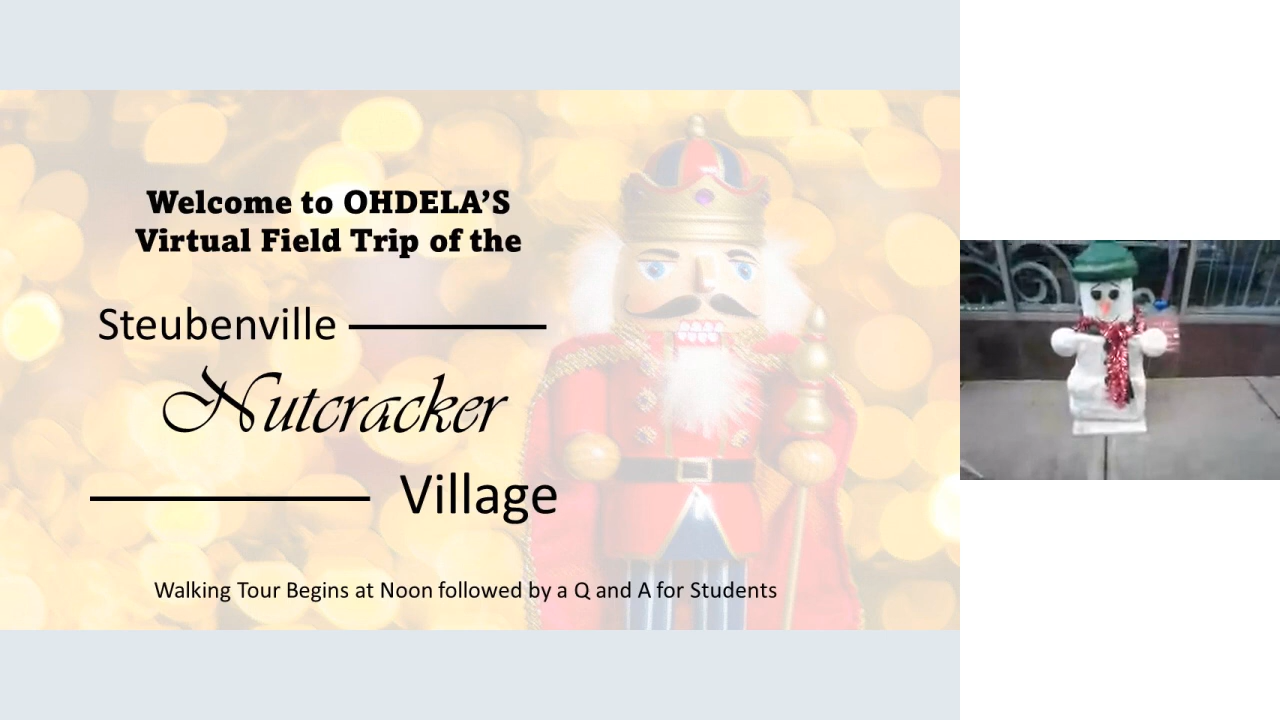 Welcome to OHDELA’S
Virtual Field Trip of the
Steubenville
Nutcracker
Village
Walking Tour Begins at Noon followed by a Q and A for Students